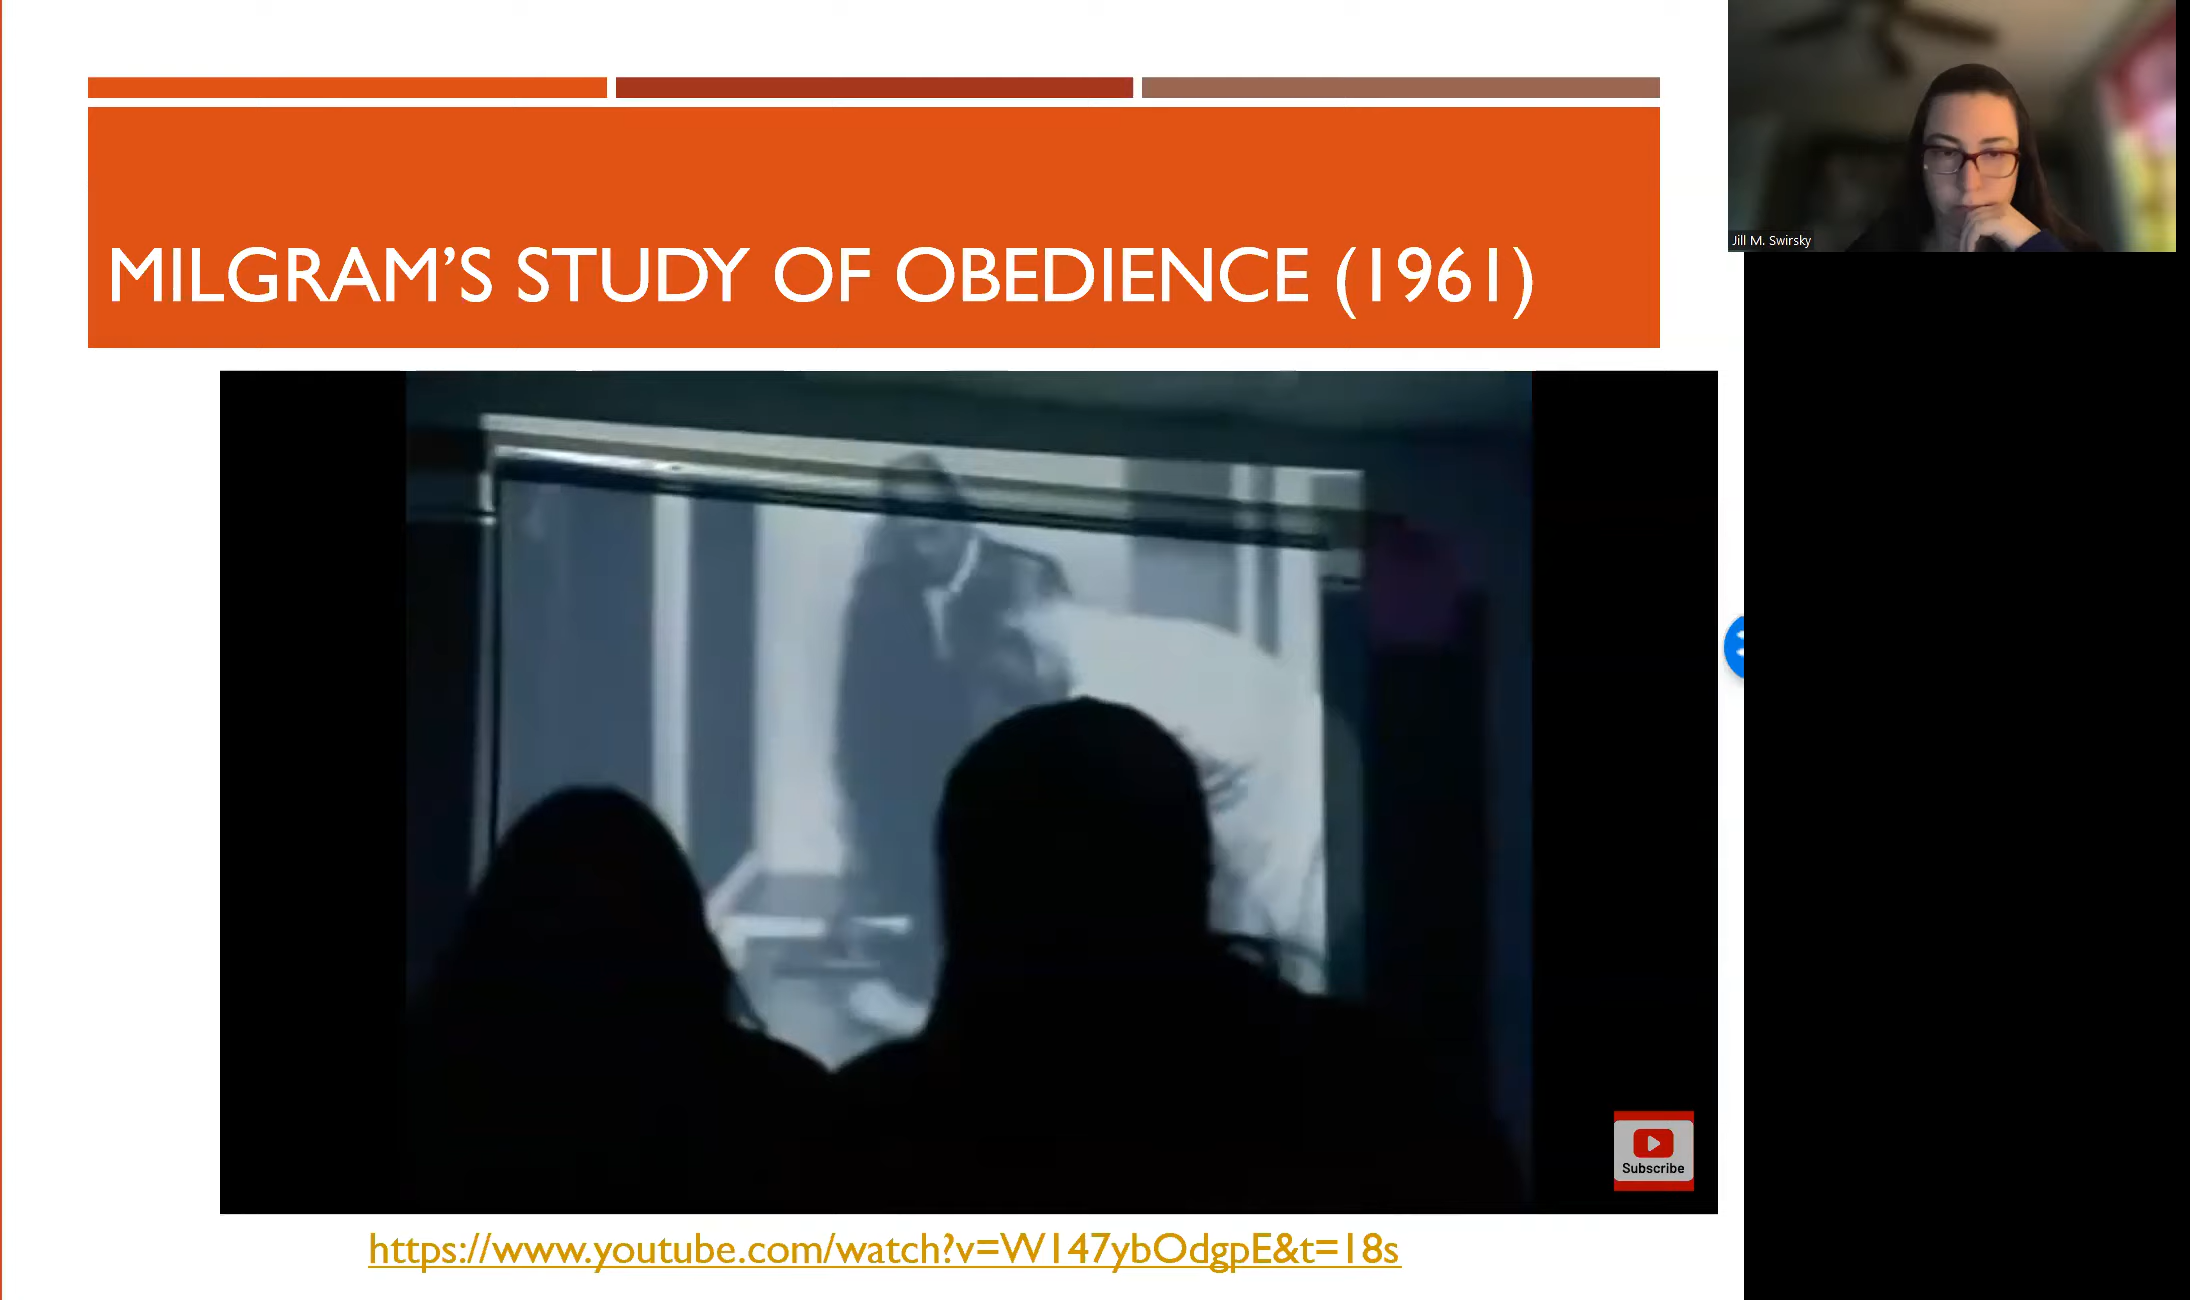 MILGRAM'S STUDY OF OBEDIENCE (1961)
Jill M. Swirsky
Subscribe
https://www.youtube.com/watch?v=W147ybOdgpE&t=18s